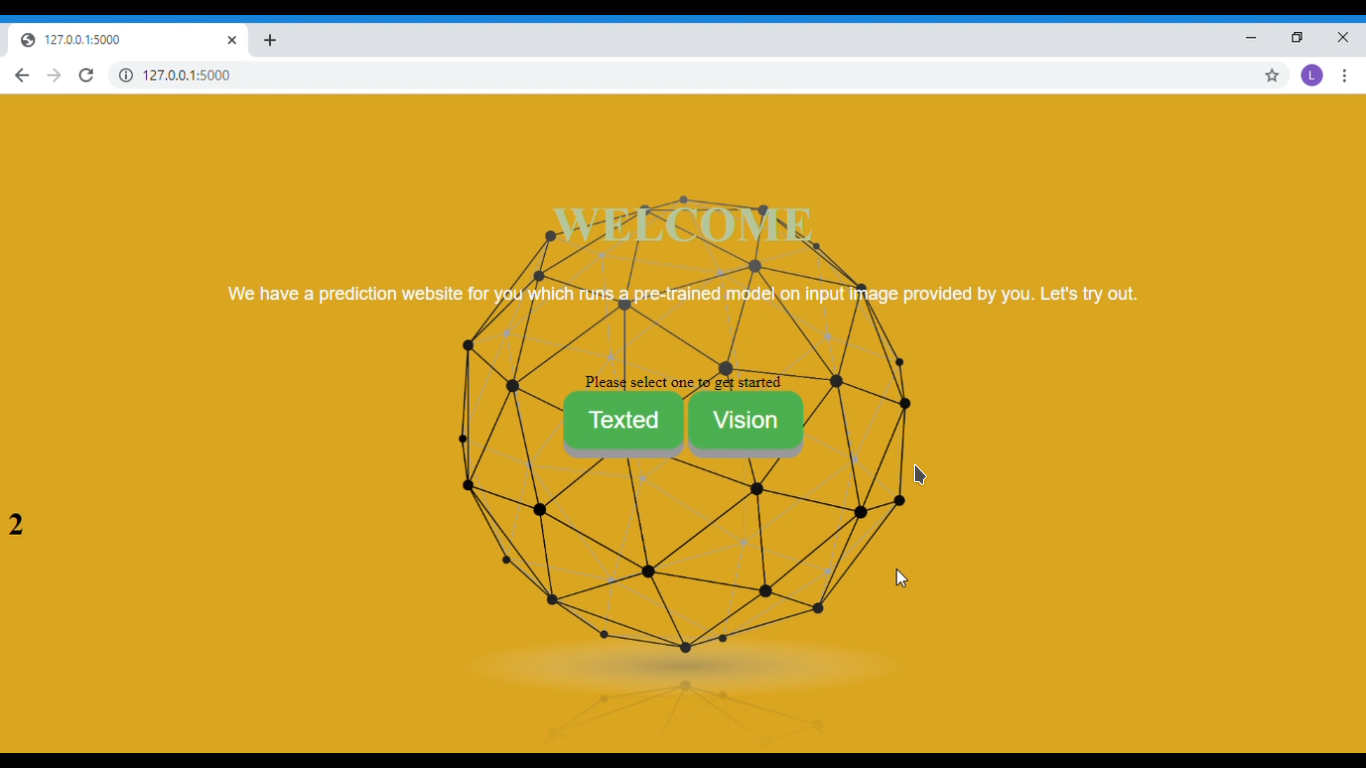 127.0.0.1:5000
127.0.0.1:5000
L
WELCOME
We have a prediction website for you which runs a pre-trained model on input image provided by you. Let's try out.
Please select one to get started
Texted
Vision
2